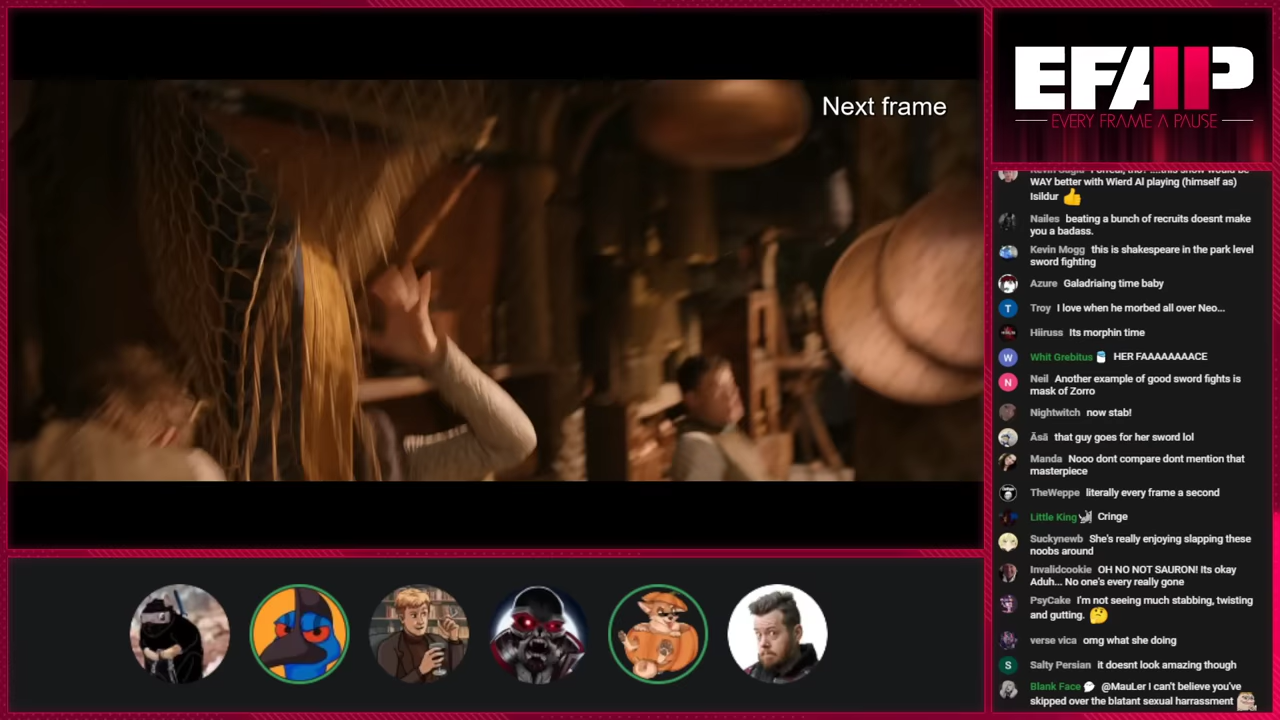 Next frame
EFAP
EVERY FRAME A PAUSE
WAY better with Wierd Al playing (himself as)
Isildur
Nailes beating a bunch of recruits doesnt make
you a badass.
Kevin Mogg this is shakespeare in the park level
sword fighting
Azure Galadriaing time baby
T Troy I love when he morbed all over Neo...
Hiiruss Its morphin time
W Whit Grebitus HER FAAAAAAAACE
N Neil Another example of good sword fights is
mask of Zorro
Nightwitch now stab!
Äsä that guy goes for her sword lol
Manda Nooo dont compare dont mention that
masterpiece
TheWeppe literally every frame a second
Little King Cringe
Suckynewb She's really enjoying slapping these
noobs around
Invalidcookie OH NO NOT SAURON! Its okay
Aduh... No one's every really gone
PsyCake I'm not seeing much stabbing, twisting
and gutting.
verse vica omg what she doing
S Salty Persian it doesnt look amazing though
Blank Face @MauLer I can't believe you've
skipped over the blatant sexual harrassment